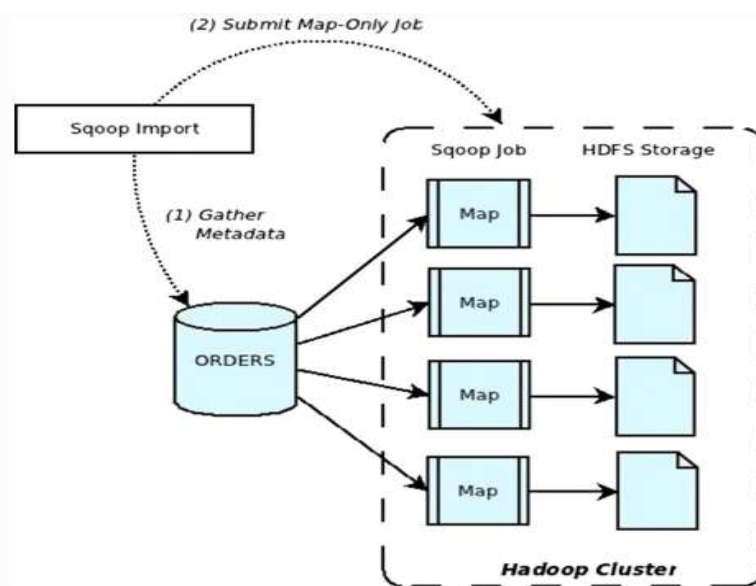 (2) Submit Map-Only Job
Sqoop Import
Sqoop Job
HDFS Storage
(1) Gather
Metadata
Map
Map
ORDERS
Map
Map
Hadoop Cluster